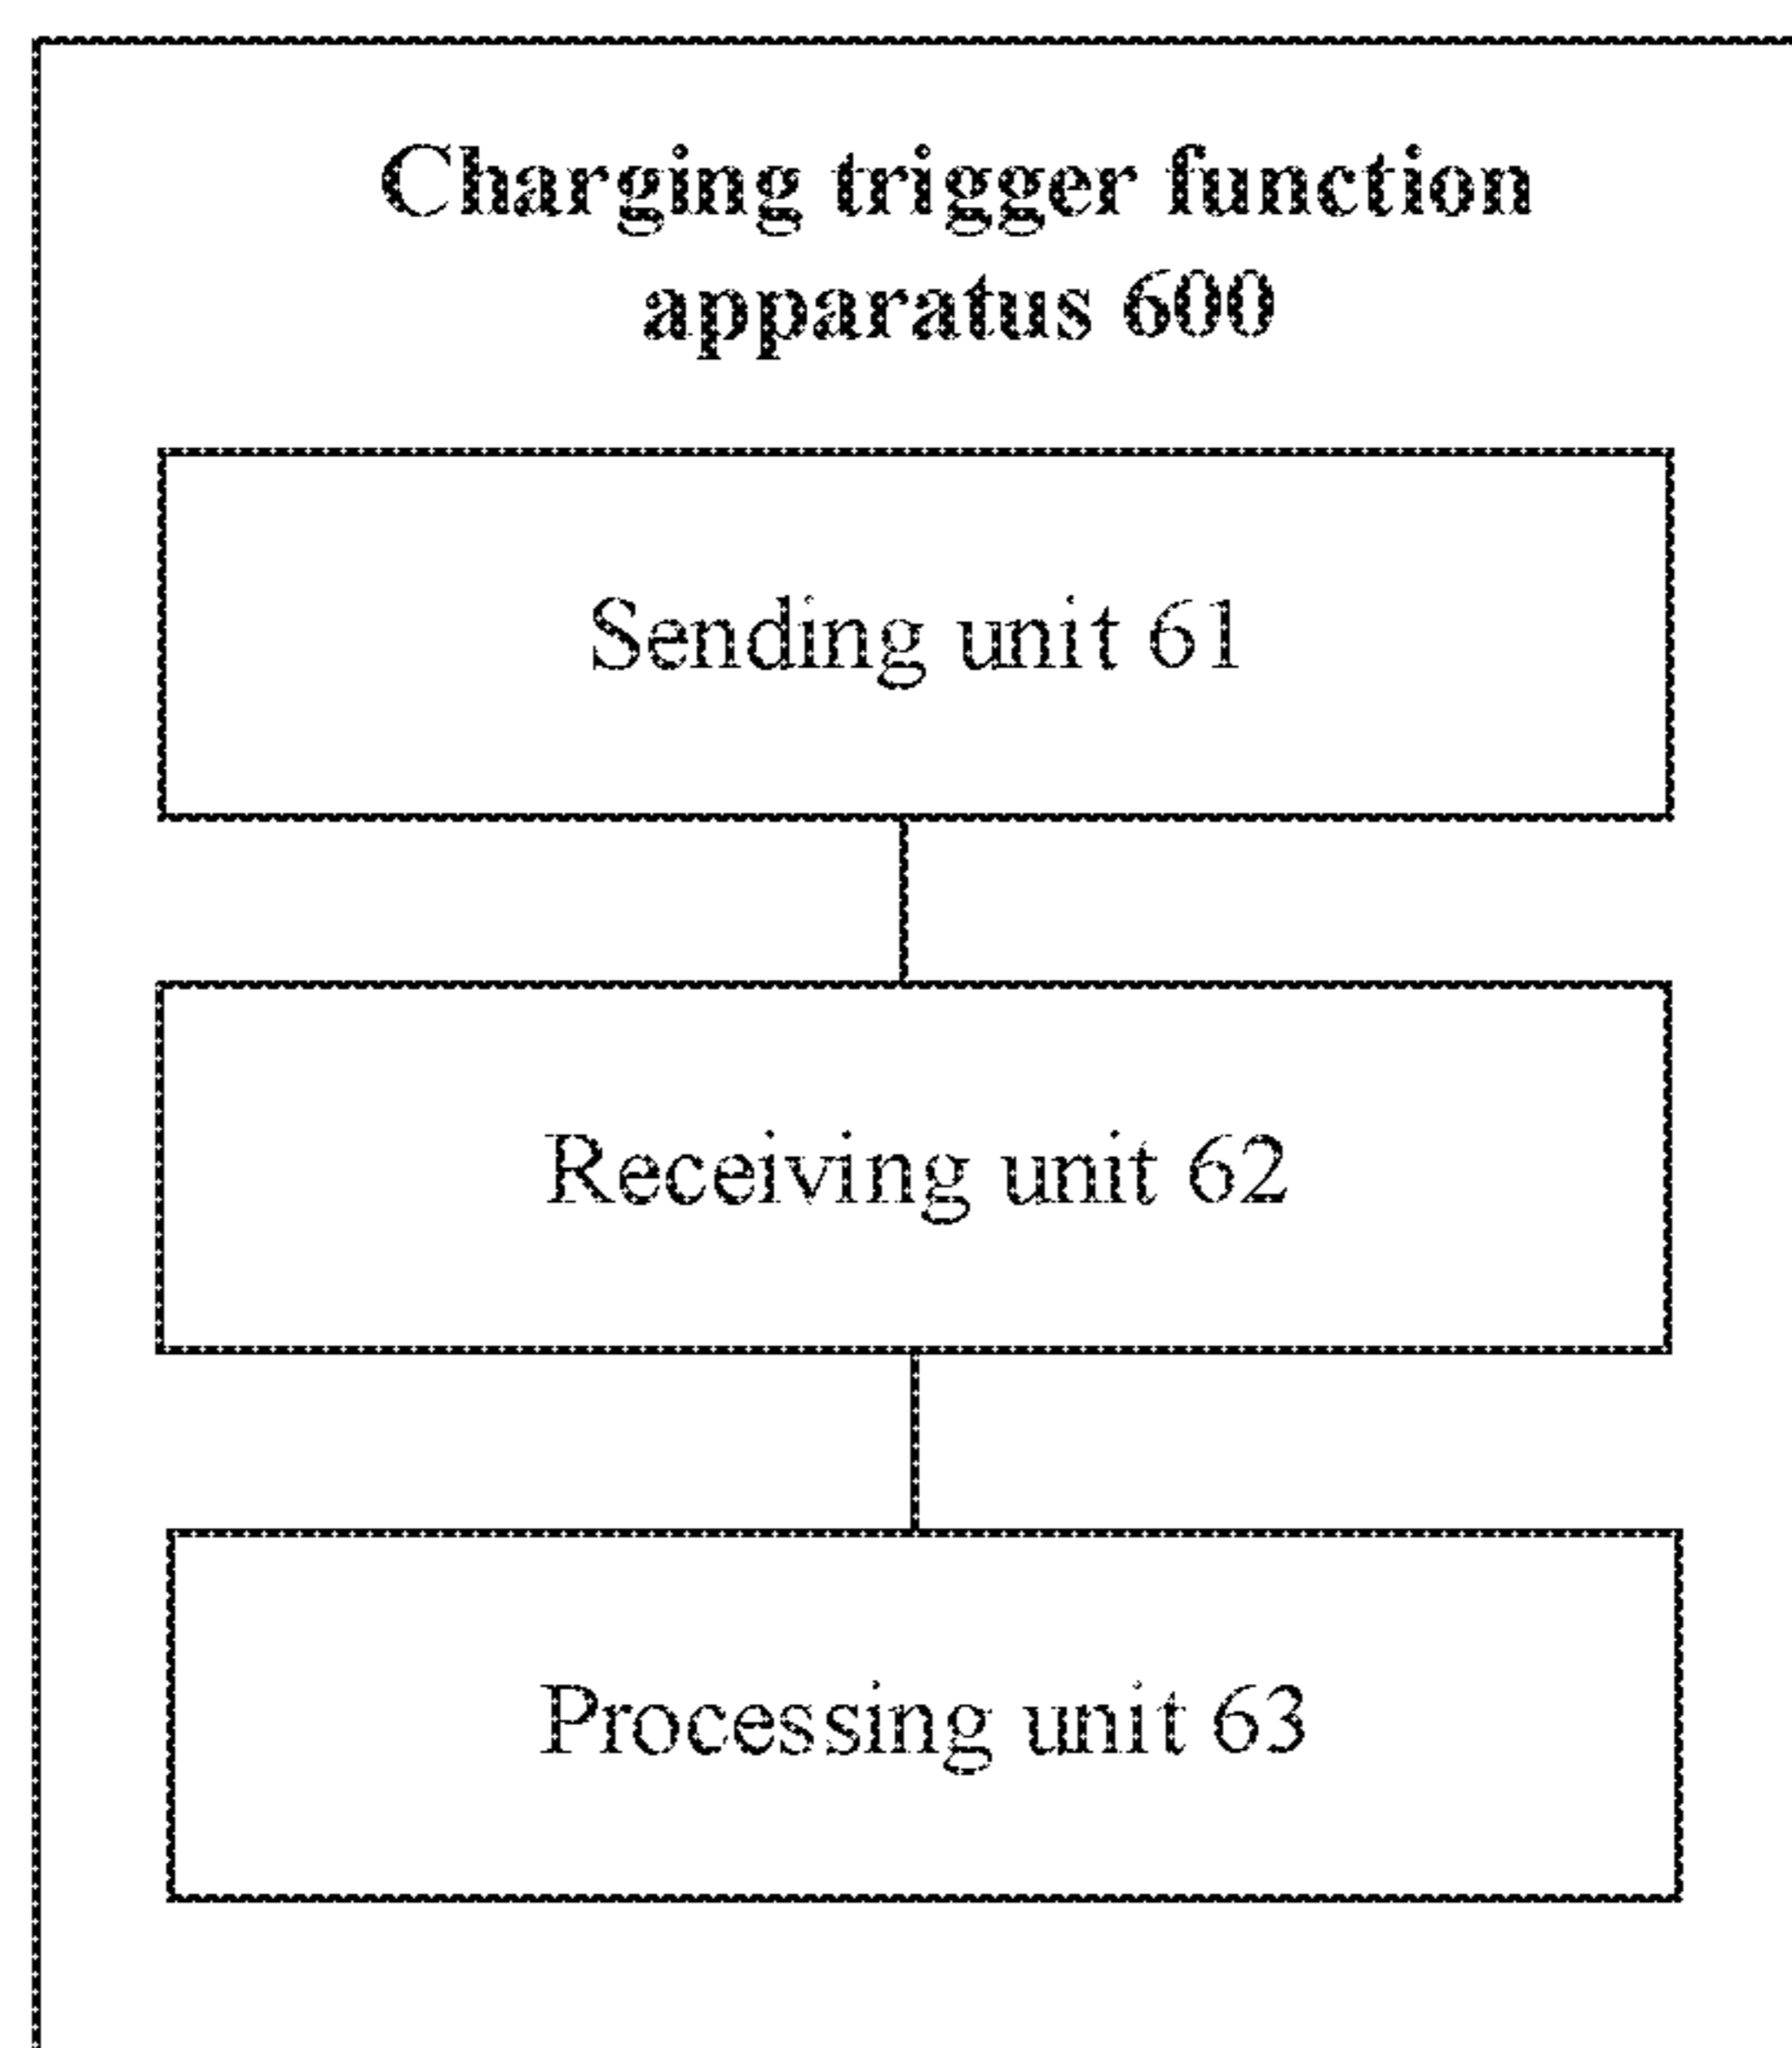 Charging trigger function
apparatus 600
Sending unit 61
Receiving unit 62
Processing unit 63